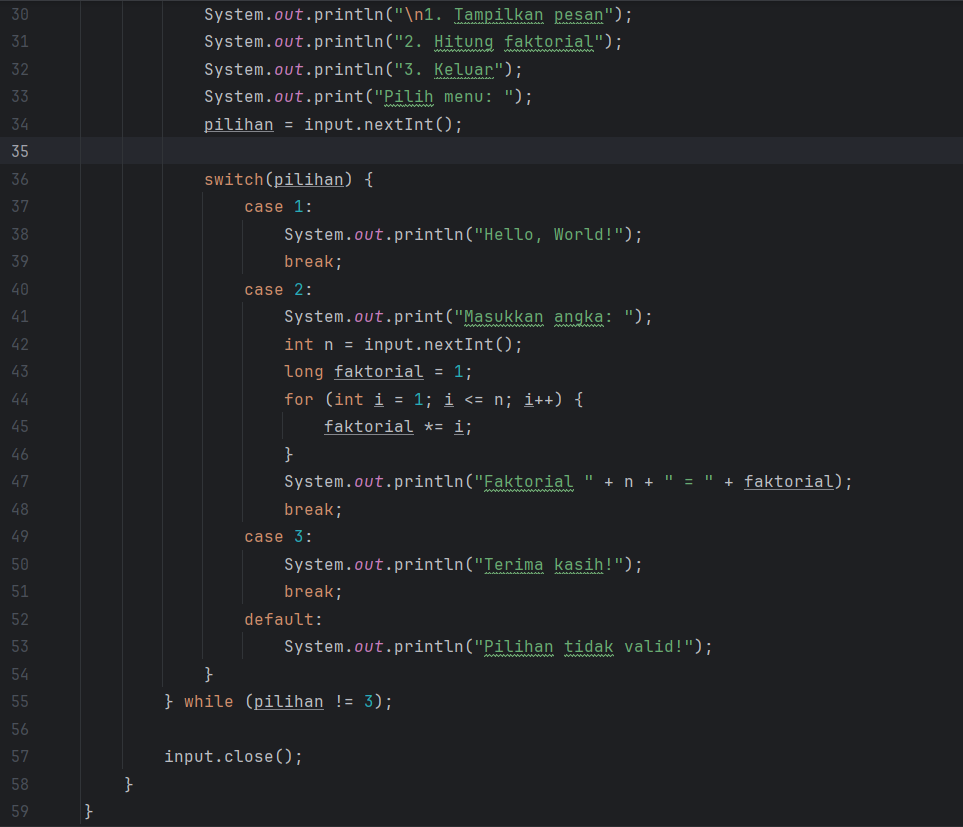 30 System.out.println("\n1. Tampilkan pesan");
31 System.out.println("2. Hitung faktorial");
32 System.out.println("3. Keluar");
33 System.out.print("Pilih menu: ");
34 pilihan = input.nextInt();
35
36 switch(pilihan) {
37 case 1:
38 System.out.println("Hello, World!");
39 break;
40 case 2:
41 System.out.print("Masukkan angka: ");
42 int n = input.nextInt();
43 long faktorial = 1;
44 for (int i = 1; i <= n; i++) {
45 faktorial *= i;
46 }
47 System.out.println("Faktorial " + n + " = " + faktorial);
48 break;
49 case 3:
50 System.out.println("Terima kasih!");
51 break;
52 default:
53 System.out.println("Pilihan tidak valid!");
54 }
55 } while (pilihan != 3);
56
57 input.close();
58 }
59 }